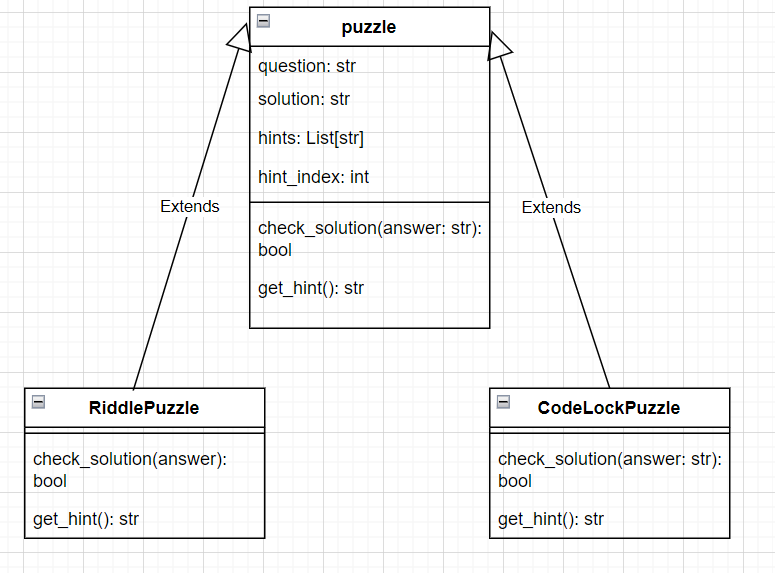 puzzle
question: str
solution: str
hints: List[str]
hint_index: int
check_solution(answer: str):
bool
get_hint(): str
Extends
Extends
RiddlePuzzle
check_solution(answer):
bool
get_hint(): str
CodeLockPuzzle
check_solution(answer: str):
bool
get_hint(): str